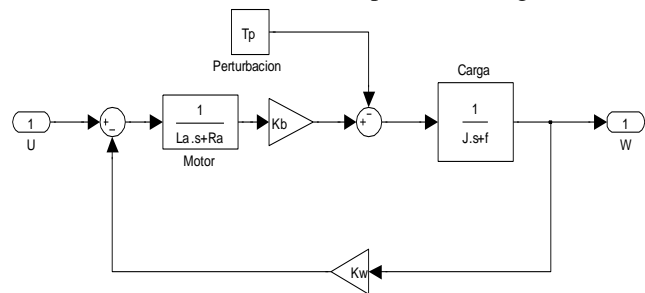 Tp
Perturbacion
Carga
+
−
1
La.s+Ra
Kb
−
+
1
J.s+f
1
U
Motor
1
W
Kw